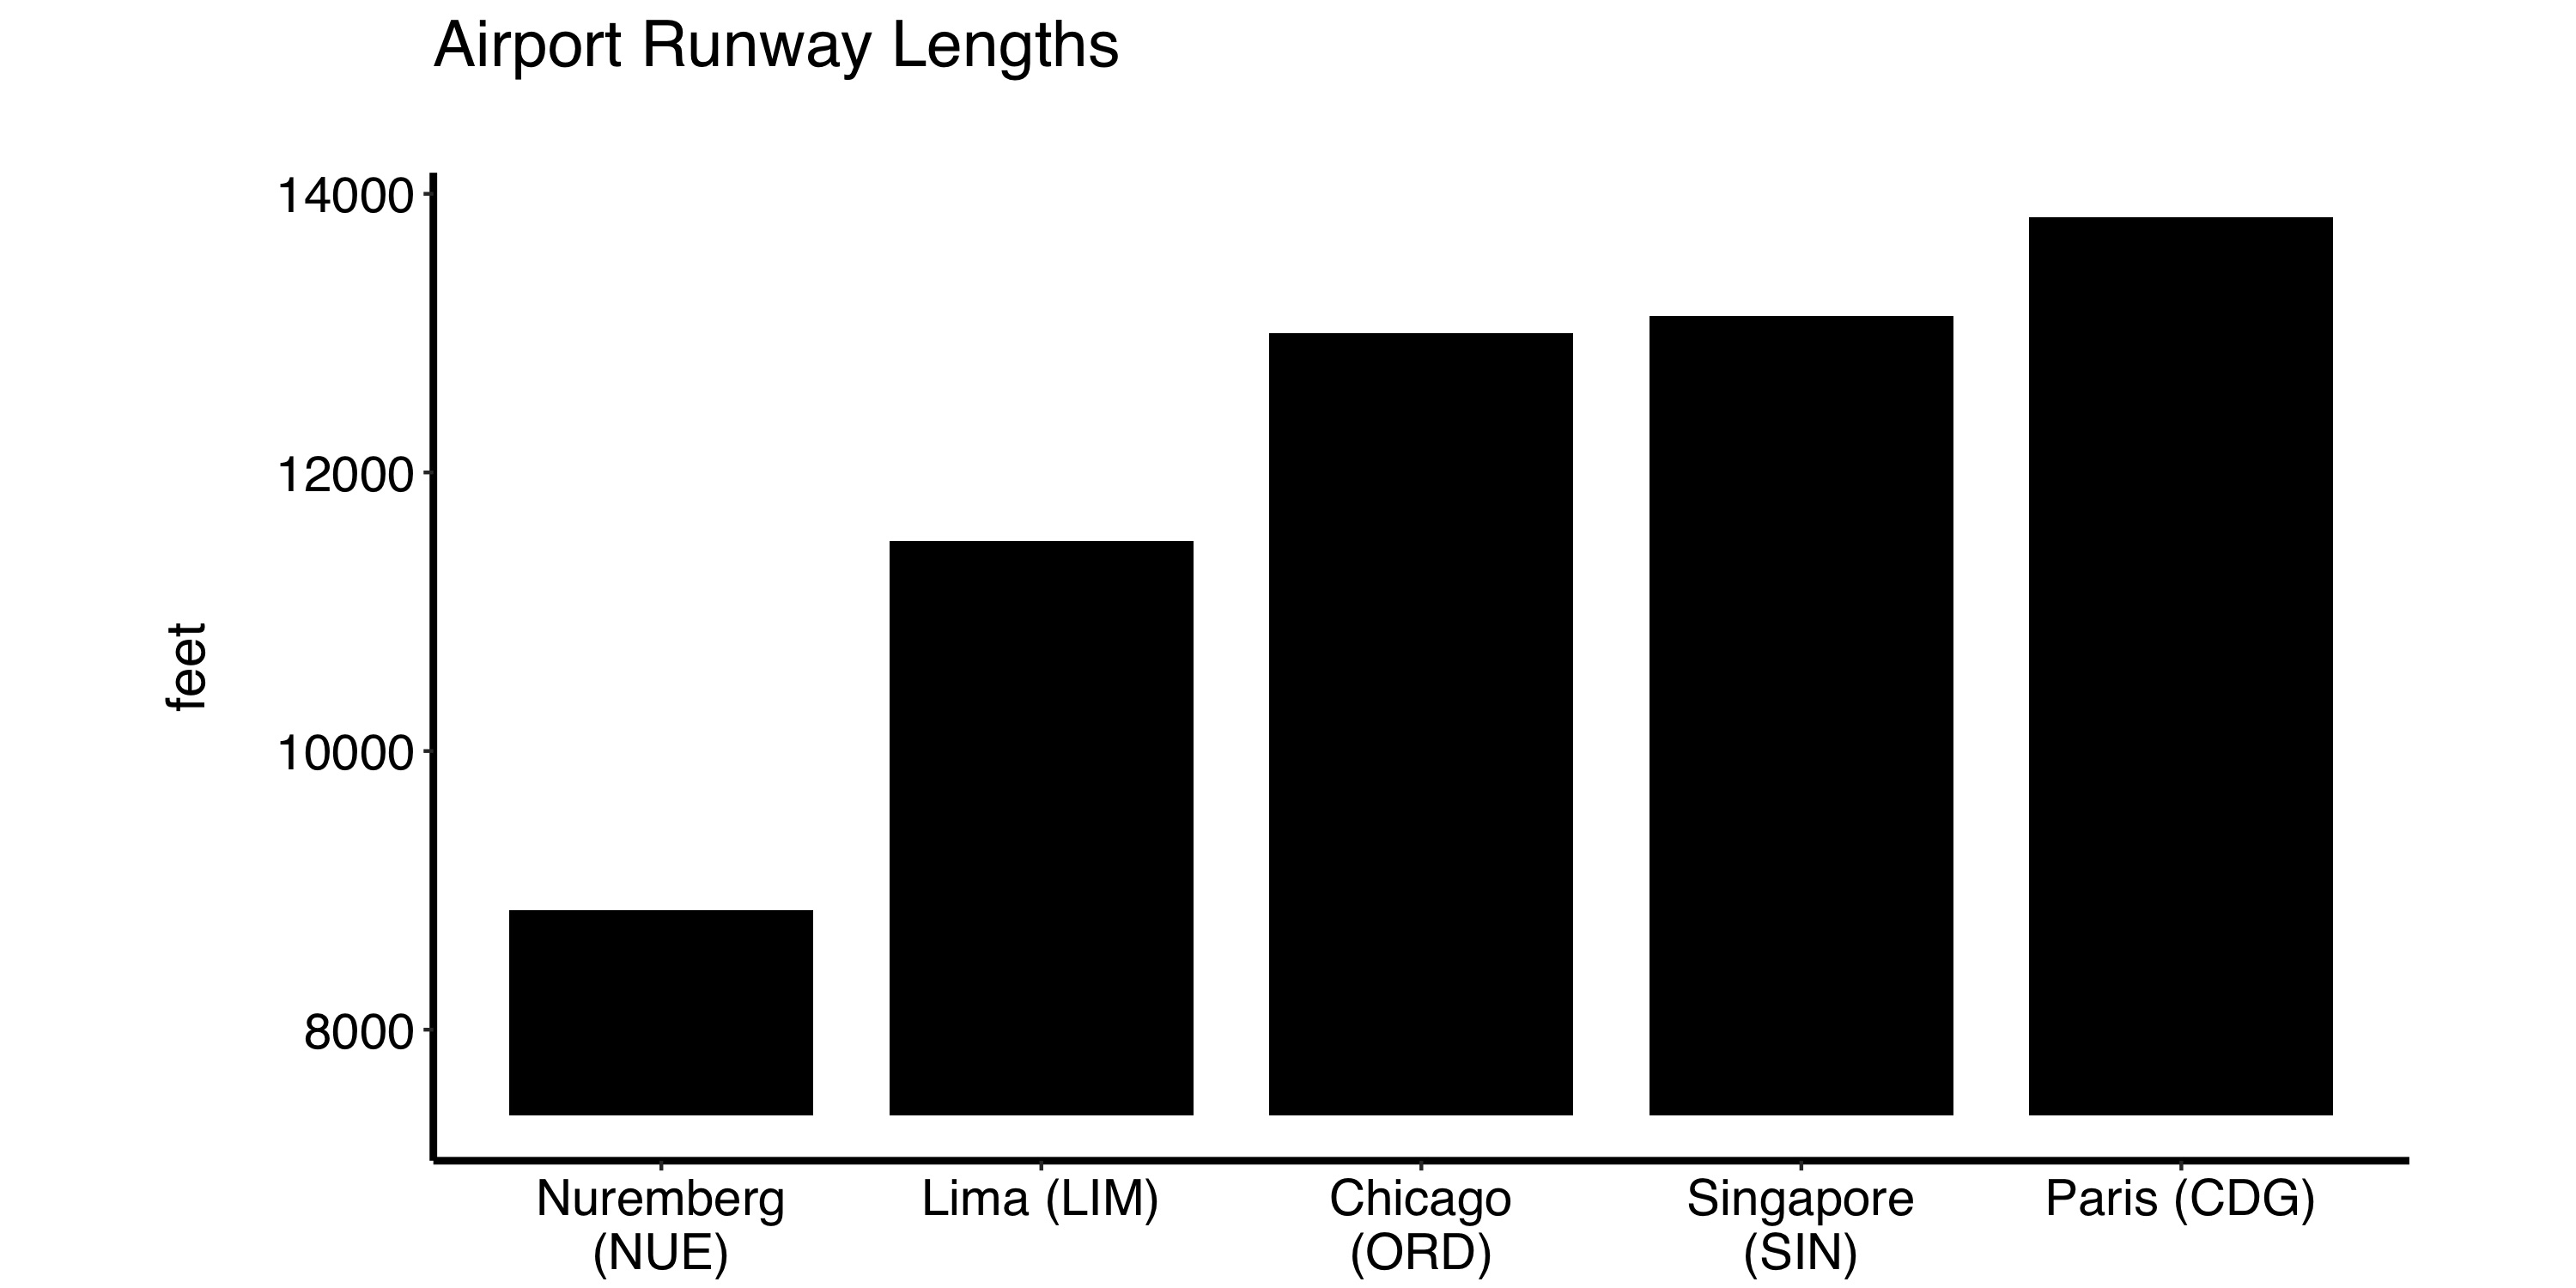 Airport Runway Lengths
14000
12000
10000
8000
feet
Nuremberg
(NUE)
Lima (LIM)
Chicago
(ORD)
Singapore
(SIN)
Paris (CDG)